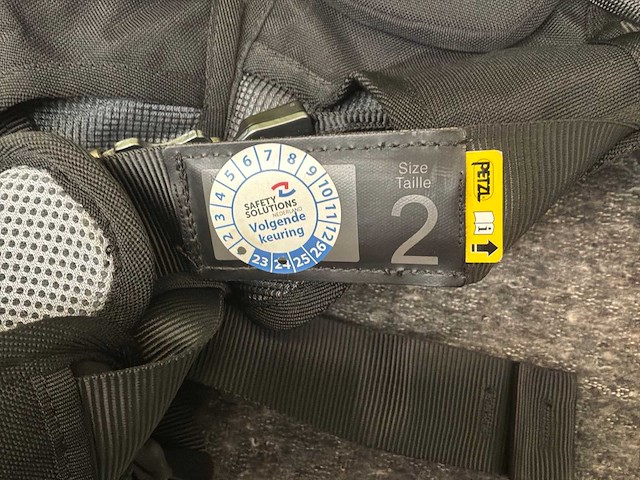 2 3 4 5 6 7 8 9 10 11 12
SAFETY
SOLUTIONS
NEDERLAND
Volgende
keuring
23 24 25 26
Size
Taille
2
PETZL
i